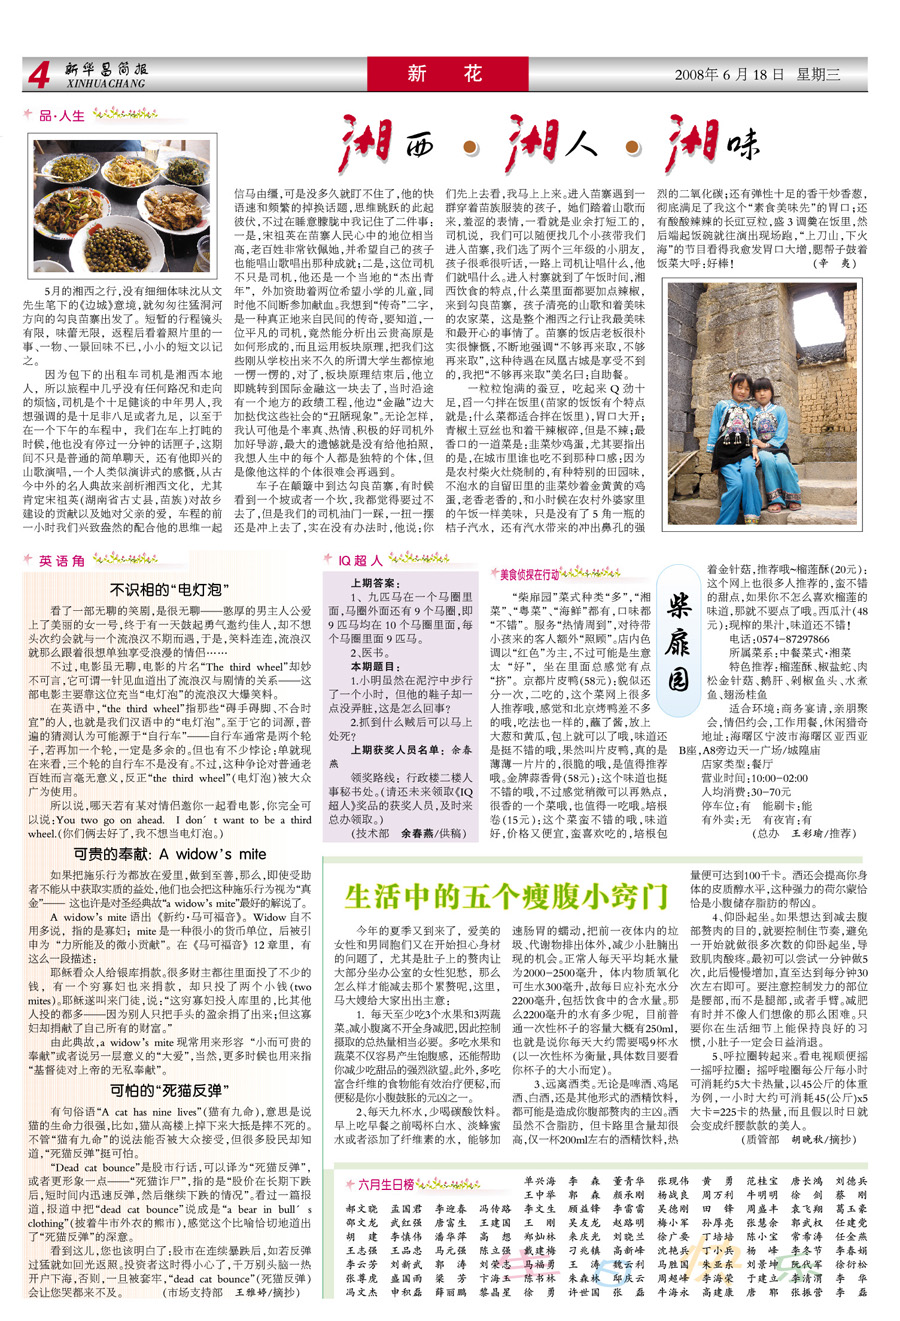 4
新华昌简报
XINHUACHANG
新 花
2008年6月18日 星期三
品·人生
湘西·湘人·湘味
5月的湘西之行,没有细细体味沈从文
先生笔下的《边城》意境,就匆匆往猛洞河
方向的勾良苗寨出发了。短暂的行程镜头
有限，味蕾无限，返程后看着照片里的一
事、一物、一景回味不已,小小的短文以记
之。
因为包下的出租车司机是湘西本地
人，所以旅程中几乎没有任何路况和走向
的烦恼,司机是个十足健谈的中年男人,我
想强调的是十足非八足或者九足，以至于
在一个下午的车程中，我们在车上打盹的
时候,他也没有停过一分钟的话匣子,这期
间不只是普通的简单聊天，还有他即兴的
山歌演唱,一个人类似演讲式的感慨,从古
今中外的名人典故来剖析湘西文化，尤其
肯定宋祖英(湖南省古丈县,苗族)对故乡
建设的贡献以及她对父亲的爱，车程的前
一小时我们兴致盎然的配合他的思维一起
信马由缰,可是没多久就盯不住了,他的快
语速和频繁的掉换话题,思维跳跃的此起
彼伏,不过在睡意朦胧中我记住了二件事;
一是,宋祖英在苗寨人民心中的地位相当
高,老百姓非常钦佩她,并希望自己的孩子
也能唱山歌唱出那种成就;二是,这位司机
不只是司机,他还是一个当地的“杰出青
年”，外加资助着两位希望小学的儿童,同
时他不间断参加献血。我想到“传奇”二字,
是一种真正地来自民间的传奇,要知道,一
位平凡的司机，竟然能分析出云贵高原是
如何形成的,而且运用板块原理,把我们这
些刚从学校出来不久的所谓大学生都惊地
一愣一愣的,对了,板块原理结束后,他立
即跳转到国际金融这一块去了,当时沿途
有一个地方的政绩工程,他边“金融”边大
加挞伐这些社会的“丑陋现象”。无论怎样，
我认可他是个率真、热情、积极的好司机外
加好导游,最大的遗憾就是没有给他拍照，
我想人生中的每个人都是独特的个体,但
是像他这样的个体很难会再遇到。
车子在颠簸中到达勾良苗寨,有时候
看到一个坡或者一个坎,我都觉得要过不
去了,但是我们的司机油门一踩,一扭一摆
还是冲上去了,实在没有办法时,他说;你
们先上去看,我马上上来。进入苗寨遇到一
群穿着苗族服装的孩子，她们踏着山歌而
来,羞涩的表情,一看就是业余打短工的,
司机说，我们可以随便找几个小孩带我们
进入苗寨,我们选了两个三年级的小朋友,
孩子很乖很听话,一路上司机让唱什么,他
们就唱什么。进入村寨就到了午饭时间,湘
西饮食的特点,什么菜里面都要加点辣椒,
来到勾良苗寨，孩子清亮的山歌和着美味
的农家菜，这是整个湘西之行让我最美味
和最开心的事情了。苗寨的饭店老板很朴
实很慷慨,不断地强调“不够再来取,不够
再来取”,这种待遇在凤凰古城是享受不到
的,我把“不够再来取”美名曰:自助餐。
一粒粒饱满的蚕豆，吃起来 Q 劲十
足,舀一勺拌在饭里(苗家的饭饭有个特点
就是:什么菜都适合拌在饭里),胃口大开;
青椒土豆丝也和着干辣椒碎,但是不辣;最
香口的一道菜是:韭菜炒鸡蛋,尤其要指出
的是,在城市里谁也吃不到那种口感;因为
是农村柴火灶烧制的,有种特别的田园味,
不泡水的自留田里的韭菜炒着金黄黄的鸡
蛋,老香老香的,和小时候在农村外婆家里
的午饭一样美味，只是没有了 5 角一瓶的
桔子汽水，还有汽水带来的冲出鼻孔的强
烈的二氧化碳;还有弹性十足的香干炒香葱,
彻底满足了我这个“素食美味先”的胃口;还
有酸酸辣辣的长豇豆粒,盛 3 调羹在饭里,然
后端起饭碗就往演出现场跑,“上刀山,下火
海”的节目看得我愈发胃口大增,腮帮子鼓着
饭菜大呼;好棒！ (辛 夷)
英语角
不识相的“电灯泡”
看了一部无聊的笑剧,是很无聊——憨厚的男主人公爱
上了美丽的女一号,终于有一天鼓起勇气邀约佳人,却不想
头次约会就与一个流浪汉不期而遇,于是,笑料连连,流浪汉
就那么跟着很想单独享受浪漫的情侣……
不过,电影虽无聊,电影的片名“The third wheel”却妙
不可言,它可谓一针见血道出了流浪汉与剧情的关系——这
部电影主要靠这位充当“电灯泡”的流浪汉大爆笑料。
在英语中,“the third wheel”指那些“碍手碍脚、不合时
宜”的人,也就是我们汉语中的“电灯泡”。至于它的词源,普
遍的猜测认为可能源于“自行车”——自行车通常是两个轮
子,若再加一个轮,一定是多余的。但也有不少悖论:单就现
在来看,三个轮的自行车不是没有。不过,这种争论对普通老
百姓而言毫无意义,反正“the third wheel”(电灯泡)被大众
广为使用。
所以说,哪天若有某对情侣邀你一起看电影,你完全可
以说:You two go on ahead. I don’t want to be a third
wheel.(你们俩去好了,我不想当电灯泡。)
可贵的奉献: A widow’s mite
如果把施乐行为都放在爱里,做到至善,那么,即使受助
者不能从中获取实质的益处,他们也会把这种施乐行为视为“真
金”—— 这也许是对圣经典故“a widow’s mite”最好的解说了。
A widow’s mite 语出《新约·马可福音》。Widow 自不
用多说，指的是寡妇; mite 是一种很小的货币单位，后被引
申为“力所能及的微小贡献”。在《马可福音》12 章里，有
这么一段描述:
耶稣看众人给银库捐款。很多财主都往里面投了不少的
钱，有一个穷寡妇也来捐款，却只投了两个小钱(two
mites)。耶稣遂叫来门徒,说:“这穷寡妇投入库里的,比其他
人投的都多——因为别人只把手头的盈余捐了出来;但这寡
妇却捐献了自己所有的财富。”
由此典故,a widow’s mite 现常用来形容 “小而可贵的
奉献”或者说另一层意义的“大爱”,当然,更多时候也用来指
“基督徒对上帝的无私奉献”。
可怕的“死猫反弹”
有句俗语“A cat has nine lives”(猫有九命),意思是说
猫的生命力很强,比如,猫从高楼上掉下来大抵是摔不死的。
不管“猫有九命”的说法能否被大众接受,但很多股民却知
道,“死猫反弹”挺可怕。
“Dead cat bounce”是股市行话,可以译为“死猫反弹”,
或者更形象一点——“死猫诈尸”,指的是“股价在长期下跌
后,短时间内迅速反弹,然后继续下跌的情况”。看过一篇报
道,报道中把“dead cat bounce”说成是“a bear in bull’s
clothing”(披着牛市外衣的熊市),感觉这个比喻恰切地道出
了“死猫反弹”的深意。
看到这儿,您也该明白了;股市在连续暴跌后,如若反弹
过猛就如回光返照。投资者这时得小心了,千万别头脑一热
开户下海,否则,一旦被套牢,“dead cat bounce”(死猫反弹)
会让您哭都来不及。 (市场支持部 王雅婷/摘抄)
IQ 超人
上期答案:
1、九匹马在一个马圈里
面,马圈外面还有 9 个马圈,即
9 匹马均在 10 个马圈里面,每
个马圈里面 9 匹马。
2、医书。
本期题目:
1.小明虽然在泥泞中步行
了一个小时，但他的鞋子却一
点没弄脏,这是怎么回事?
2.抓到什么贼后可以马上
处死?
上期获奖人员名单: 余春
燕
领奖路线: 行政楼二楼人
事秘书处。(请还未来领取《IQ
超人》奖品的获奖人员,及时来
总办领取。)
(技术部 余春燕/供稿)
美食侦探在行动
“柴扉园”菜式种类“多”,“湘
菜”、“粤菜”、“海鲜”都有,口味都
“不错”。服务“热情周到”,对待带
小孩来的客人额外“照顾”。店内色
调以“红色”为主,不过可能是生意
太“好”，坐在里面总感觉有点
“挤”。京都片皮鸭(58元);貌似还
分一次,二吃的,这个菜网上很多
人推荐哦,感觉和北京烤鸭差不多
的哦,吃法也一样的,蘸了酱,放上
大葱和黄瓜,包上就可以了哦,味道还
是挺不错的哦,果然叫片皮鸭,真的是
薄薄一片片的,很脆的哦,是值得推荐
哦。金牌蒜香骨(58元);这个味道也挺
不错的哦,不过感觉稍微可以再熟点,
很香的一个菜哦,也值得一吃哦。培根
卷(15元);这个菜蛮不错的哦,味道
好,价格又便宜,蛮喜欢吃的,培根包
柴扉园
着金针菇,推荐哦~榴莲酥(20元):
这个网上也很多人推荐的,蛮不错
的甜点,如果你不怎么喜欢榴莲的
味道,那就不要点了哦。西瓜汁(48
元):现榨的果汁,味道还不错！
电话:0574-87297866
所属菜系:中餐菜式·湘菜
特色推荐:榴莲酥、椒盐蛇、肉
松金针菇、鹅肝、剁椒鱼头、水煮
鱼、翅汤桂鱼
适合环境:商务宴请,亲朋聚
会,情侣约会,工作用餐,休闲猎奇
地址:海曙区宁波市海曙区亚西亚
B座,A8旁边天一广场/城隍庙
店家类型:餐厅
营业时间:10:00-02:00
人均消费:30-70元
停车位:有 能刷卡:能
有外卖:无 有夜宵:有
(总办 王彩瑜/推荐)
生活中的五个瘦腹小窍门
今年的夏季又到来了，爱美的
女性和男同胞们又在开始担心身材
的问题了，尤其是肚子上的赘肉让
大部分坐办公室的女性犯愁，那么
怎么样才能减去那个累赘呢,这里,
马大嫂给大家出出主意:
1. 每天至少吃3个水果和3两蔬
菜。减小腹离不开全身减肥,因此控制
摄取的总热量相当必要。多吃水果和
蔬菜不仅容易产生饱腹感，还能帮助
你减少吃甜品的强烈欲望。此外,多吃
富含纤维的食物能有效治疗便秘,而
便秘是你小腹鼓胀的元凶之一。
2、每天九杯水,少喝碳酸饮料。
早上吃早餐之前喝杯白水、淡蜂蜜
水或者添加了纤维素的水，能够加
速肠胃的蠕动,把前一夜体内的垃
圾、代谢物排出体外,减少小肚腩出
现的机会。正常人每天平均耗水量
为2000-2500毫升，体内物质氧化
可生水300毫升,故每日应补充水分
2200毫升,包括饮食中的含水量。那
么2200毫升的水有多少呢，目前普
通一次性杯子的容量大概有250ml,
也就是说你每天大约需要喝9杯水
(以一次性杯为衡量,具体数目要看
你杯子的大小而定)。
3、远离酒类。无论是啤酒、鸡尾
酒、白酒,还是其他形式的酒精饮料,
都可能是造成你腹部赘肉的主凶。酒
虽然不含脂肪，但卡路里含量却很
高,仅一杯200ml左右的酒精饮料,热
量便可达到100千卡。酒还会提高你身
体的皮质醇水平,这种强力的荷尔蒙恰
恰是小腹储存脂肪的帮凶。
4、仰卧起坐。如果想达到减去腹
部赘肉的目的,就要控制住节奏,避免
一开始就做很多次数的仰卧起坐,导
致肌肉酸疼。最初可以尝试一分钟做5
次,此后慢慢增加,直至达到每分钟30
次左右即可。要注意控制发力的部位
是腰部,而不是腿部,或者手臂。减肥
有时并不像人们想像的那么困难。只
要你在生活细节上能保持良好的习
惯,小肚子一定会日益消退。
5、呼拉圈转起来。看电视顺便摇
一摇呼拉圈；摇呼啦圈每公斤每小时
可消耗约5大卡热量,以45公斤的体重
为例，一小时大约可消耗45(公斤)x5
大卡=225卡的热量,而且假以时日就
会变成纤腰款款的美人。
(质管部 胡晓秋/摘抄)
六月生日榜
单兴海 李 森 董青华 张现伟 黄 勇 范桂宝 唐长鸿 刘德兵
王中举 郭 森 颜承刚 杨战良 周万利 牛明明 徐 剑 蔡 刚
郝文晓 蓝国君 李迎春 冯传路 李文生 顾益锋 李雷雷 吴德刚 田 锋 周盛丰 袁飞翔 葛玉豪
邵文龙 武红强 唐富生 王建国 王 刚 吴友龙 赵路明 梅小军 孙厚亮 张慧余 郭武权 任建党
胡 建 李慎伟 潘华萍 高 想 郑灿林 来庆光 刘晓兰 徐广安 丁培培 陈小宝 常希涛 任金燕
王志强 王品忠 马元强 陈立强 戴建梅 刁兆镇 高新峰 沈艳兵 丁小兵 杨 峰 李冬节 李春娟
李云芳 刘新武 郭 涛 刘荣志 马福勇 王 涛 魏云利 马胜国 朱亚东 刘景坤 阮代军 徐衍松
张尊虎 盛国雨 梁 芳 卞海玉 陈书林 朱森林 邱庆云 周超峰 李海荣 于建立 李清渭 李 华
冯文杰 申积磊 薛丽鹏 黎昌星 徐 勇 许世国 张 磊 牛海永 高建康 唐 郓 张振营 李 磊